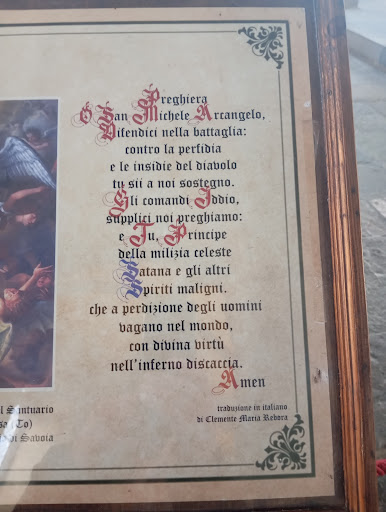 Preghiera
O San Michele Arcangelo,
Difendici nella battaglia:
contro la perfidia
e le insidie del diavolo
tu sii a noi sostegno.
Gli comandi Iddio,
supplici noi preghiamo:
e Tu, Principe
della milizia celeste
Satana e gli altri
Spiriti maligni.
che a perdizione degli uomini
vagano nel mondo,
con divina virtù
nell'inferno discaccia.
Amen
traduzione in italiano
di Clemente Maria Rebora
l Santuario
sa (To)
di Savoia